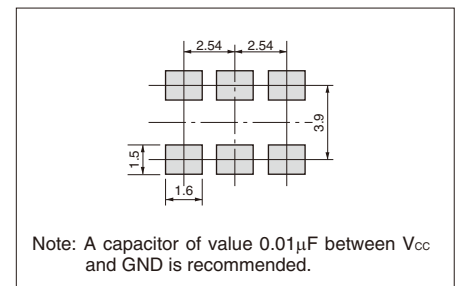 2.54 2.54
3.9
1.5
1.6
Note: A capacitor of value 0.01μF between Vcc
and GND is recommended.